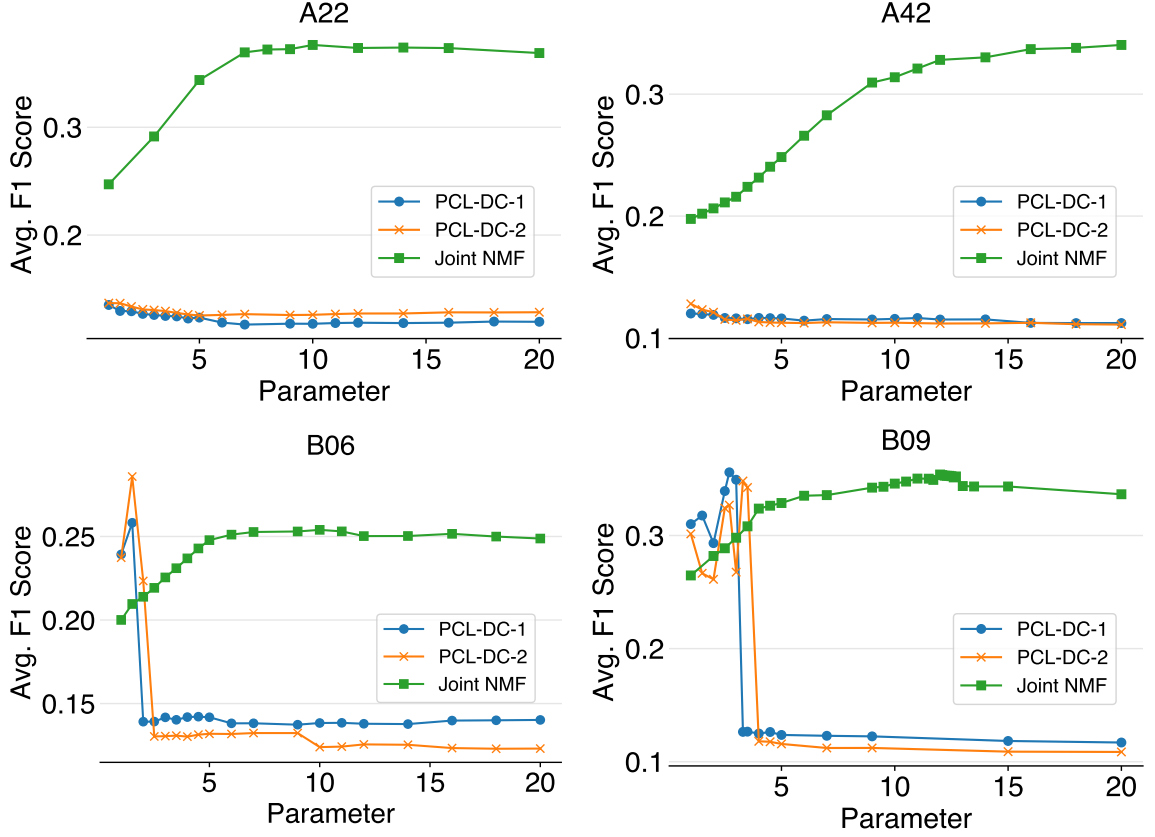 A22
Avg. F1 Score
0.3
0.2
PCL-DC-1
PCL-DC-2
Joint NMF
5 10 15 20
Parameter
A42
Avg. F1 Score
0.3
0.2
0.1
PCL-DC-1
PCL-DC-2
Joint NMF
5 10 15 20
Parameter
B06
Avg. F1 Score
0.25
0.20
0.15
PCL-DC-1
PCL-DC-2
Joint NMF
5 10 15 20
Parameter
B09
Avg. F1 Score
0.3
0.2
0.1
PCL-DC-1
PCL-DC-2
Joint NMF
5 10 15 20
Parameter